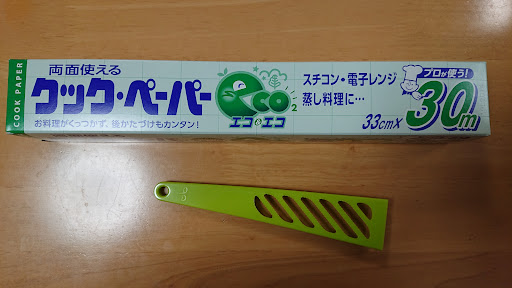 COOK PAPER
両面使える
クック・ペーパー
お料理がくっつかず、後かたづけもカンタン!
eco
2
エコ&エコ
スチコン・電子レンジ
蒸し料理に…
プロが使う!
33cm×30m